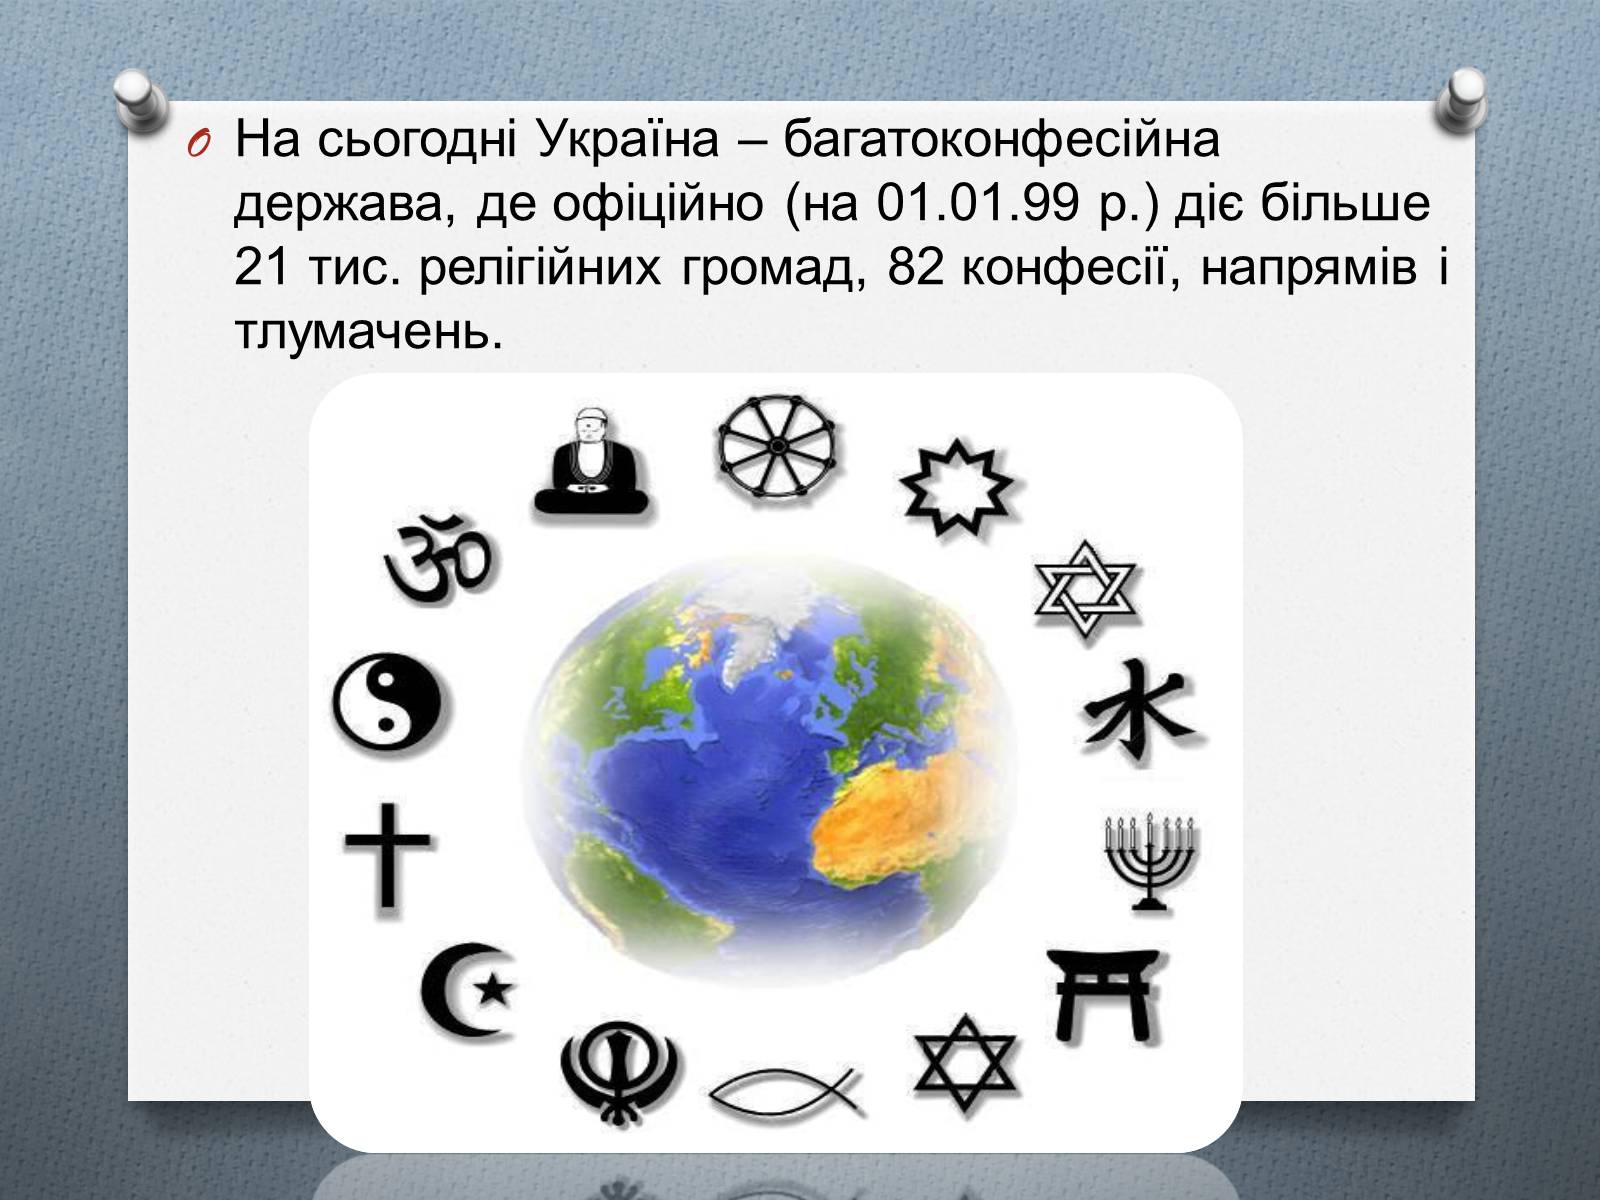 На сьогодні Україна – багатоконфесійна
держава, де офіційно (на 01.01.99 р.) діє більше
21 тис. релігійних громад, 82 конфесії, напрямів і
тлумачень.